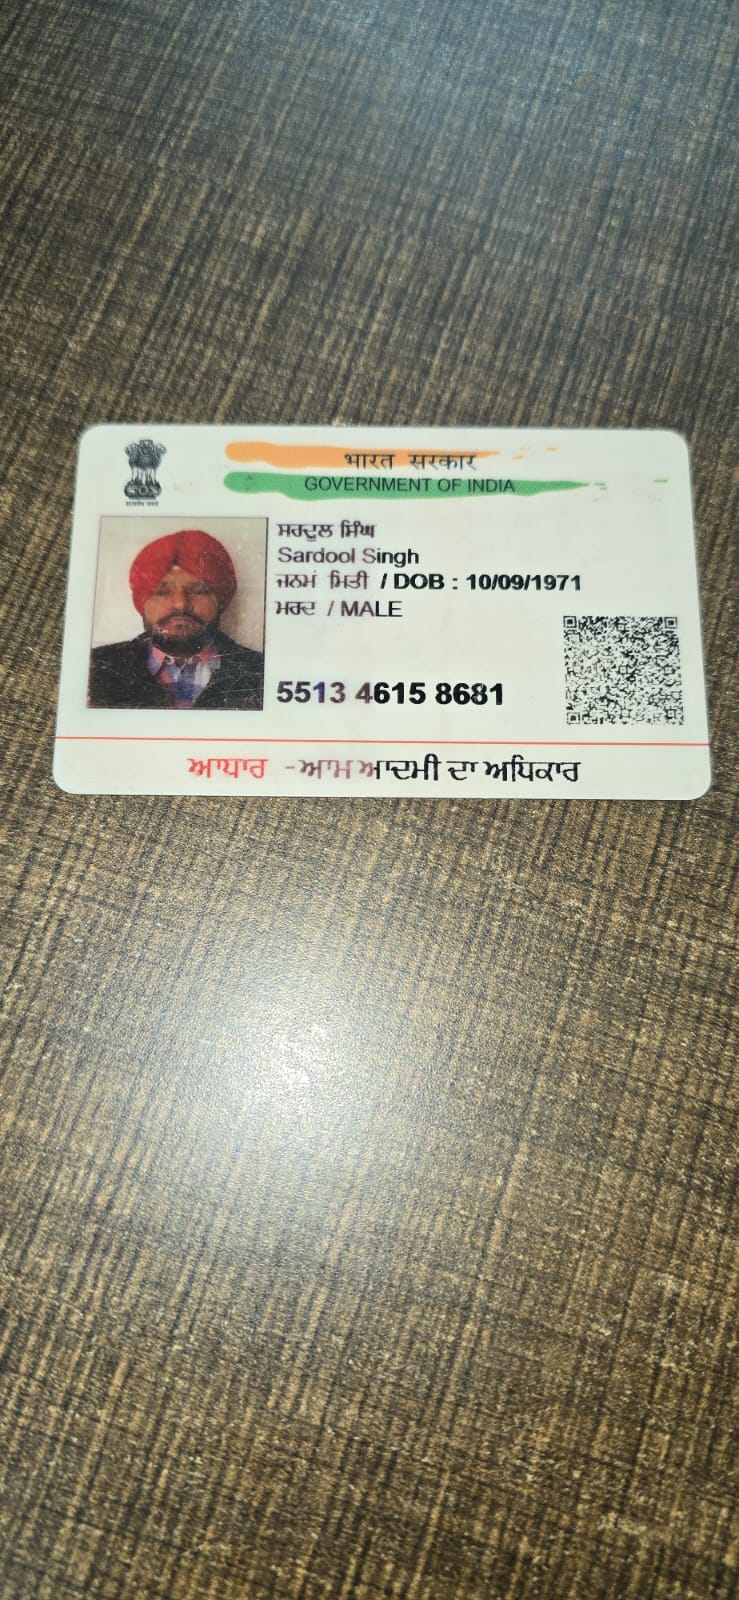 भारत सरकार
GOVERNMENT OF INDIA
ਸਰਦੂਲ ਸਿੰਘ
Sardool Singh
ਜਨਮ ਮਿਤੀ / DOB : 10/09/1971
ਮਰਦ / MALE
5513 4615 8681
ਆਧਾਰ -ਆਮ ਆਦਮੀ ਦਾ ਅਧਿਕਾਰ